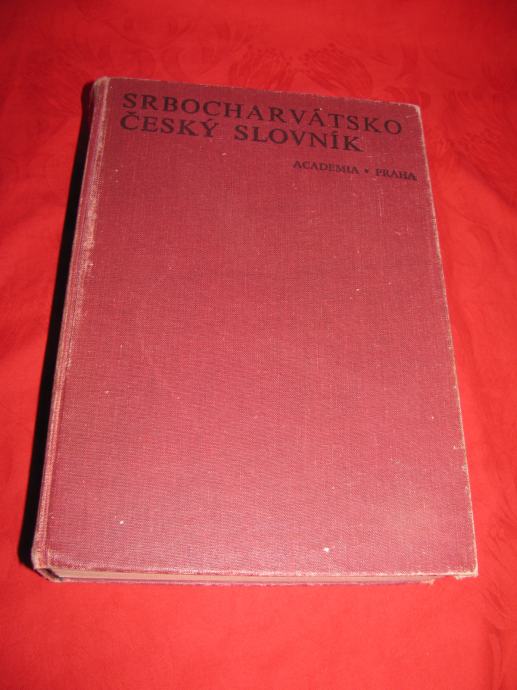 SRBOCHARVÁTSKO
ČESKÝ SLOVNÍK
ACADEMIA • PRAHA